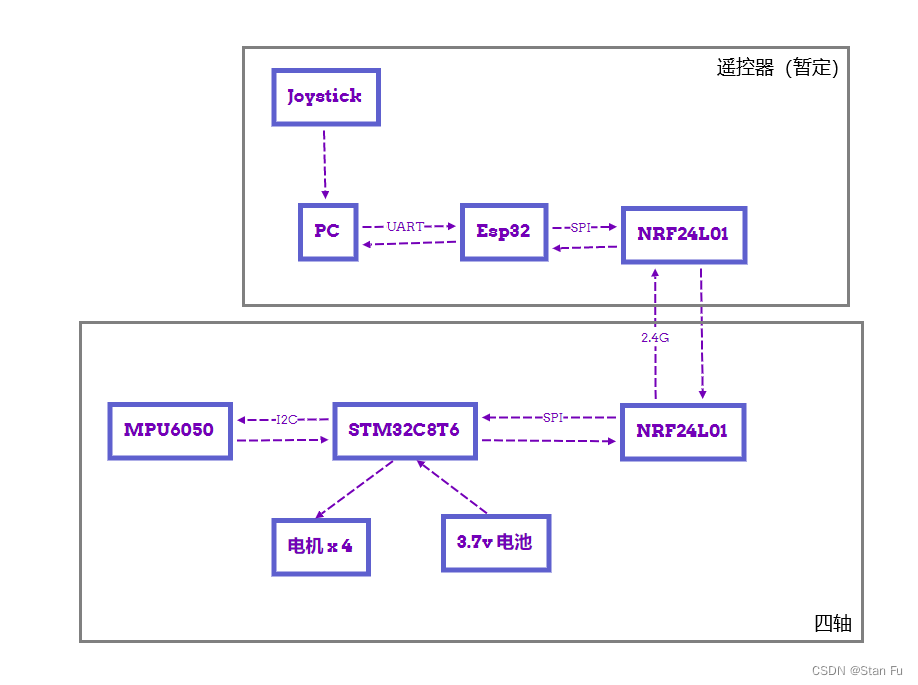 遥控器（暂定）
Joystick
PC
UART
Esp32
SPI
NRF24L01
2.4G
MPU6050
I2C
STM32C8T6
SPI
NRF24L01
电机 x 4
3.7v 电池
四轴
CSDN @Stan Fu